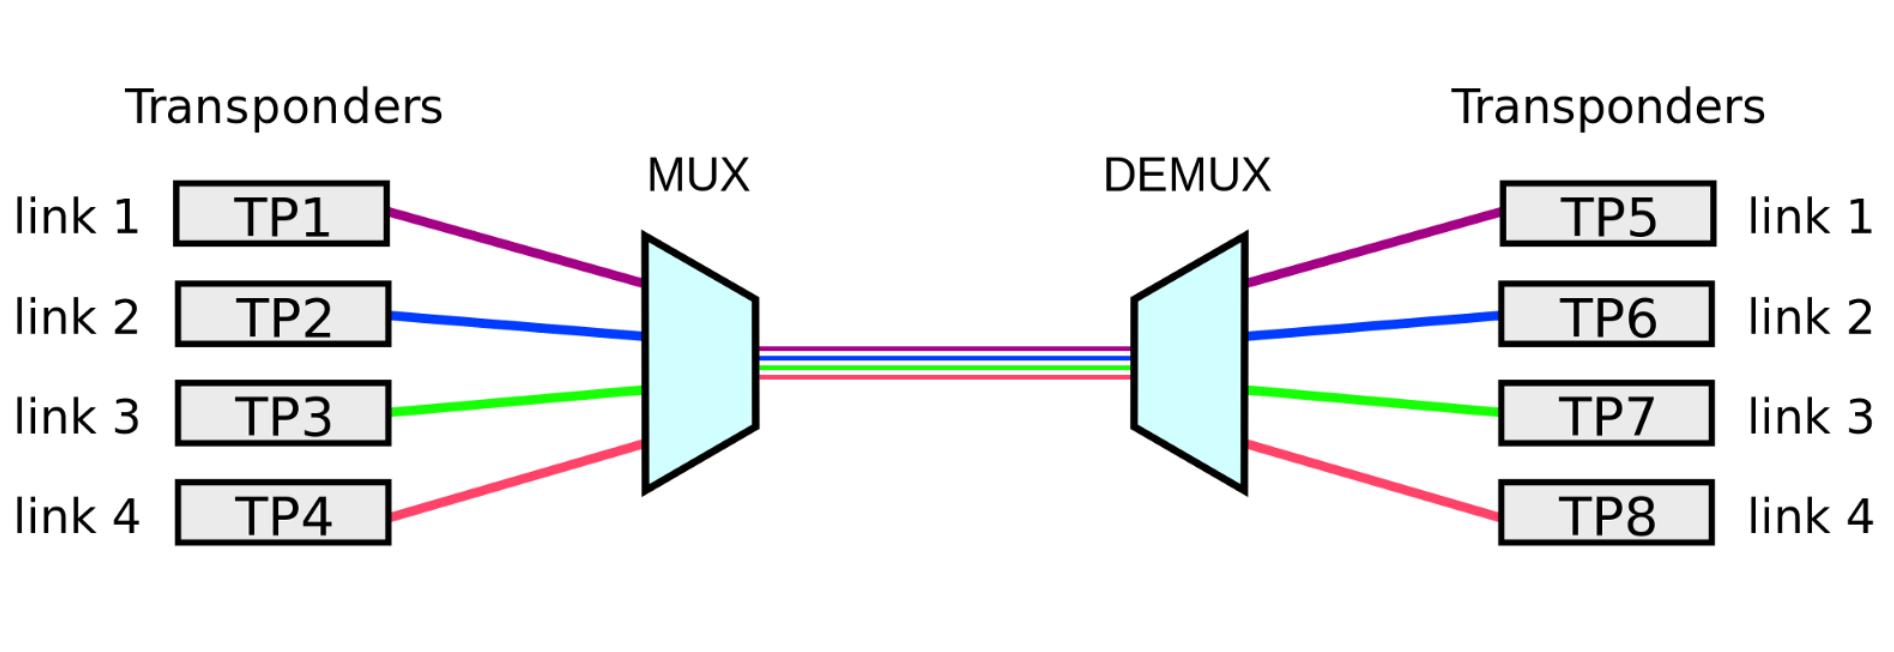 Transponders
Transponders
MUX
DEMUX
link 1
TP1
TP5
link 1
link 2
TP2
TP6
link 2
link 3
TP3
TP7
link 3
link 4
TP4
TP8
link 4